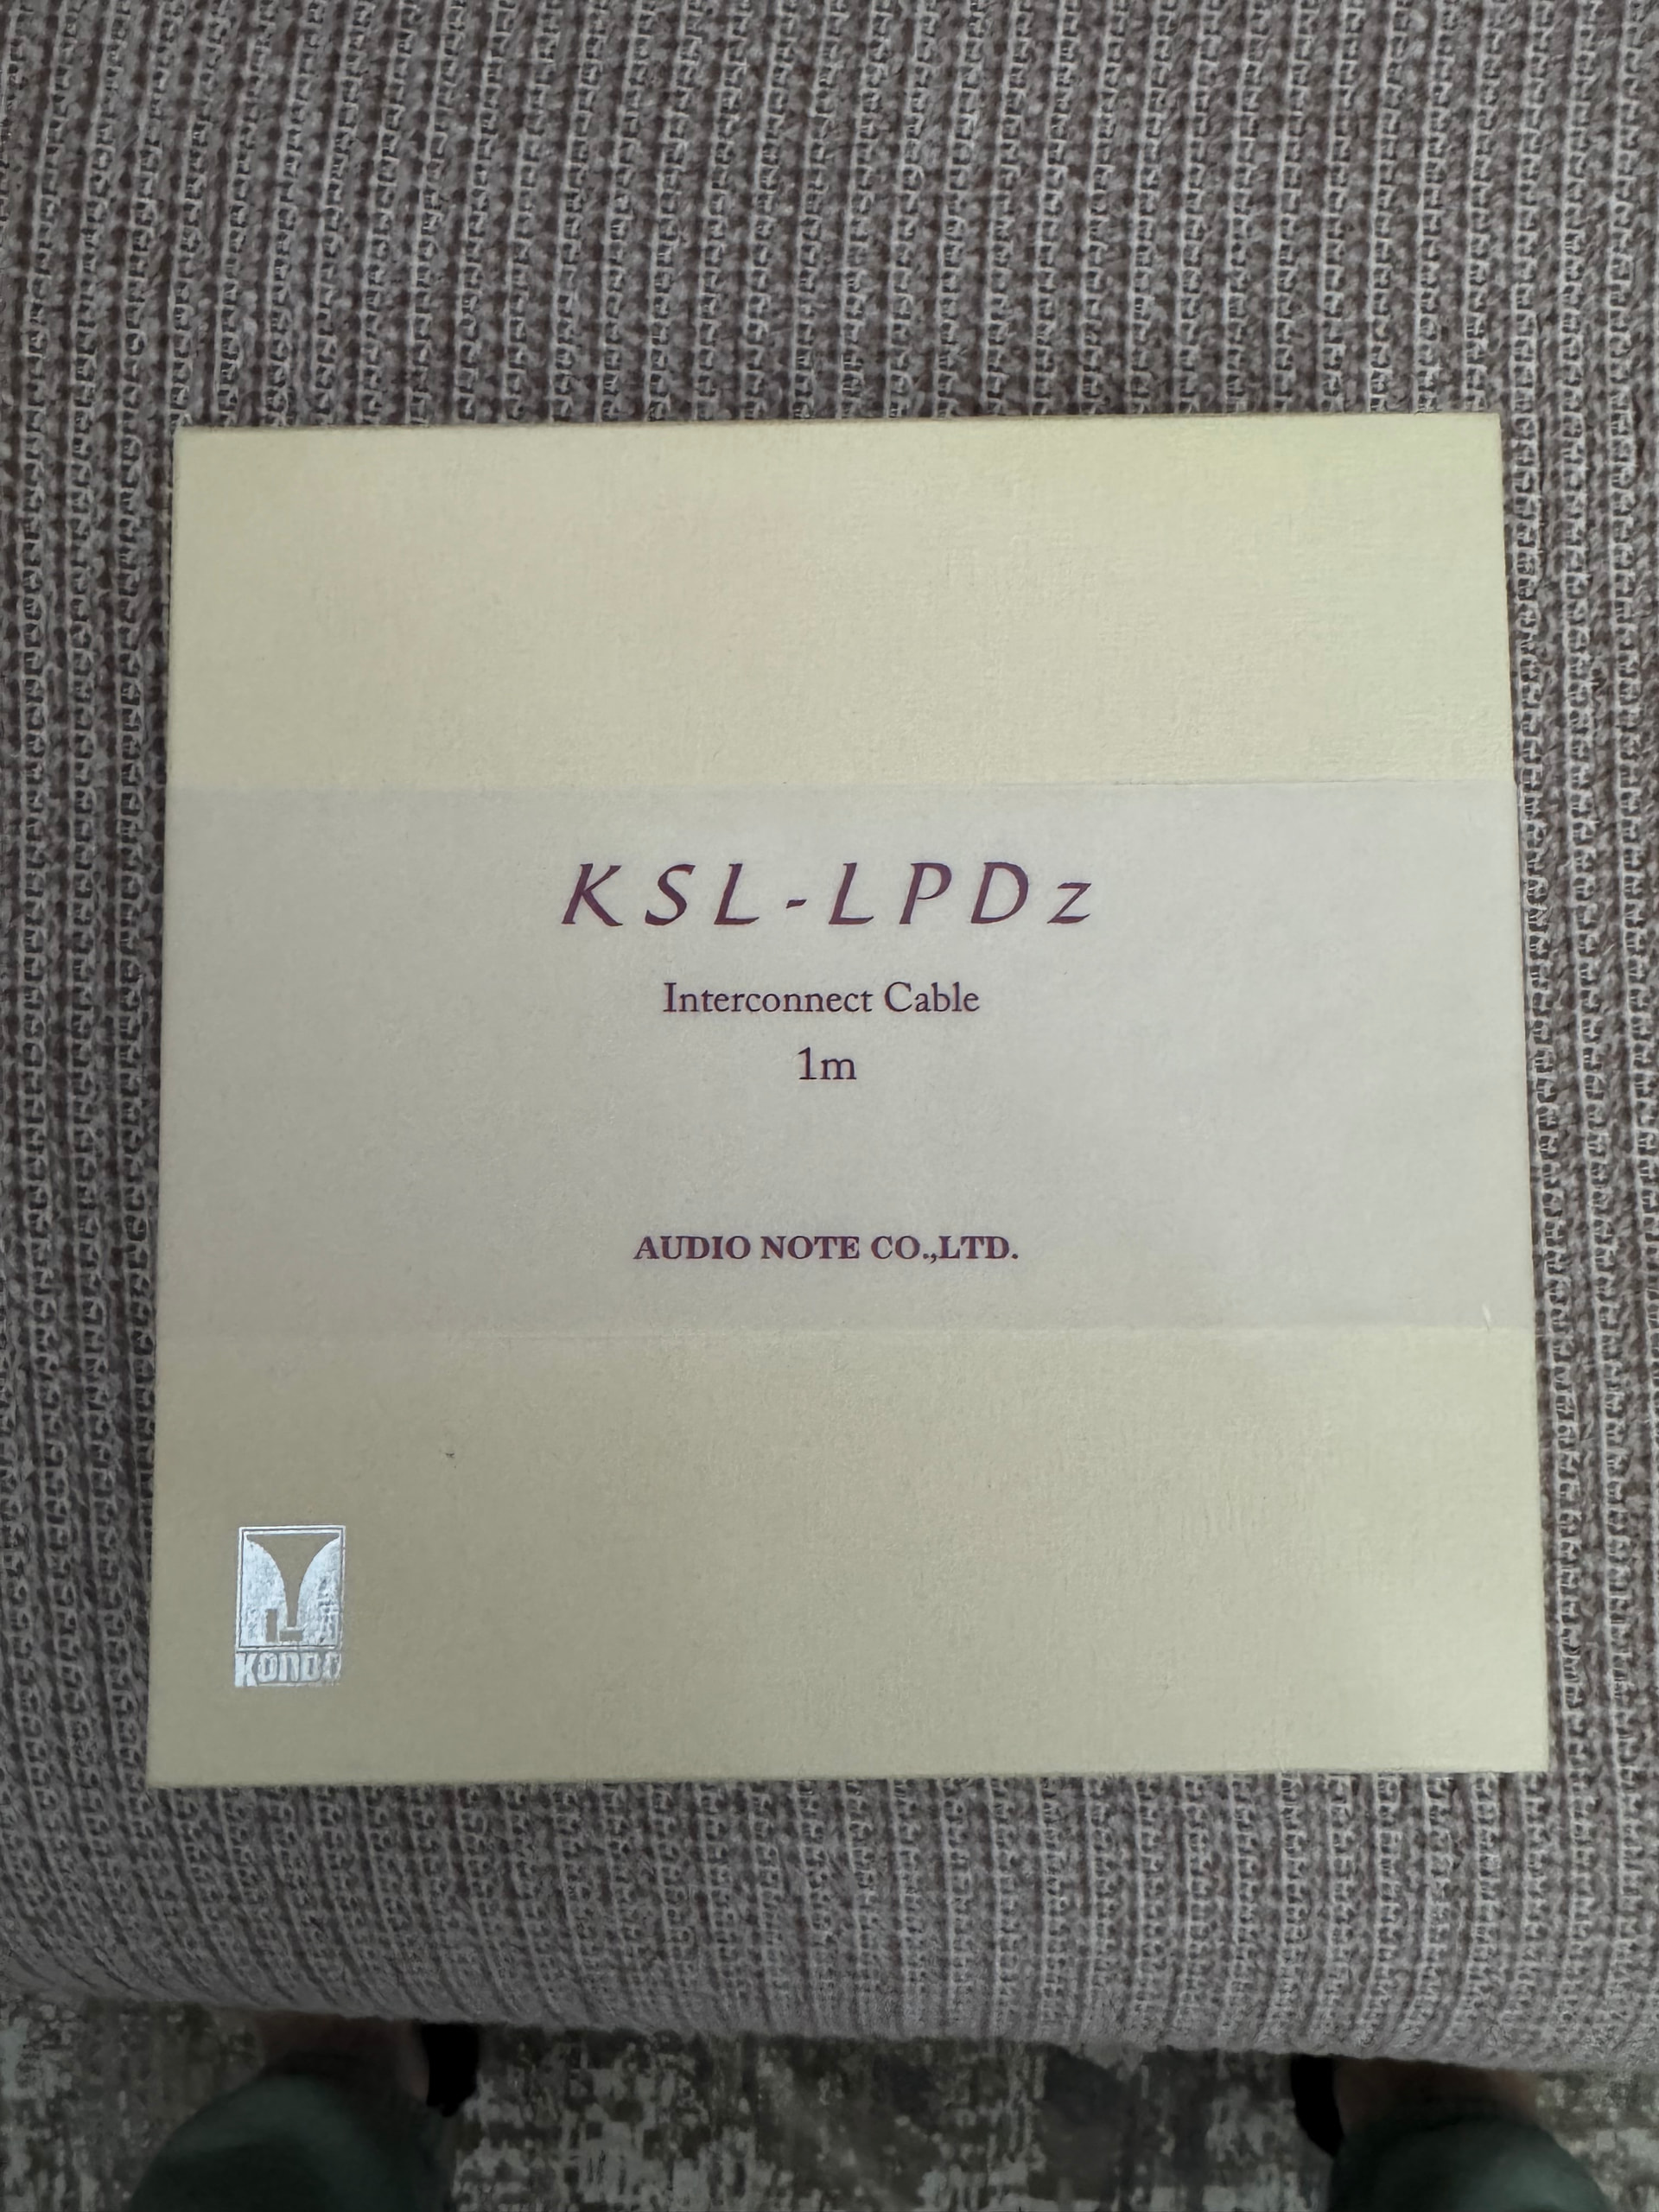 KSL-LPDz
Interconnect Cable
1m
AUDIO NOTE CO.,LTD.
KONDO